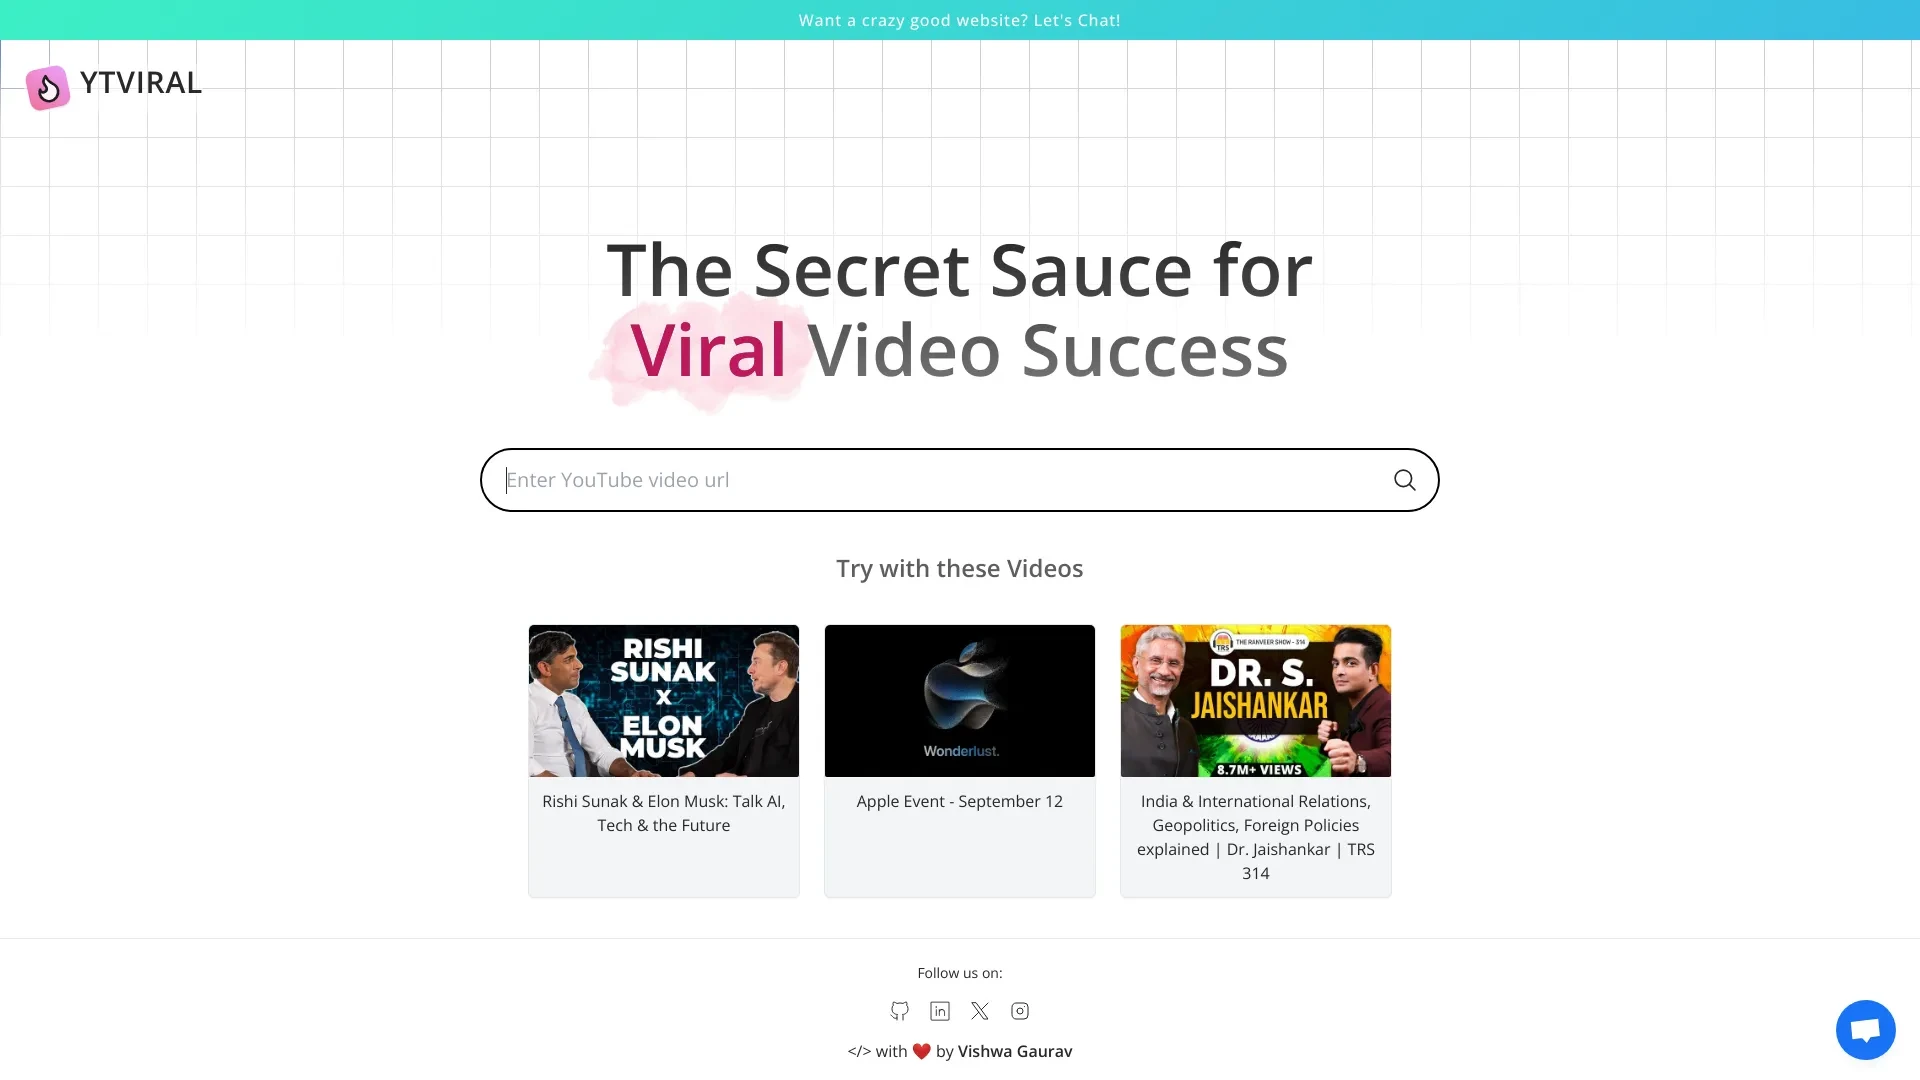 Want a crazy good website? Let's Chat!
YTVIRAL
The Secret Sauce for
Viral Video Success
Enter YouTube video url
Try with these Videos
RISHI
SUNAK
X
ELON
MUSK
Rishi Sunak & Elon Musk: Talk AI,
Tech & the Future
Wonderlust.
Apple Event - September 12
TRS
THE RANVEER SHOW - 314
DR. S.
JAISHANKAR
8.7M+ VIEWS
India & International Relations,
Geopolitics, Foreign Policies
explained | Dr. Jaishankar | TRS
314
Follow us on:
</> with ❤️ by Vishwa Gaurav